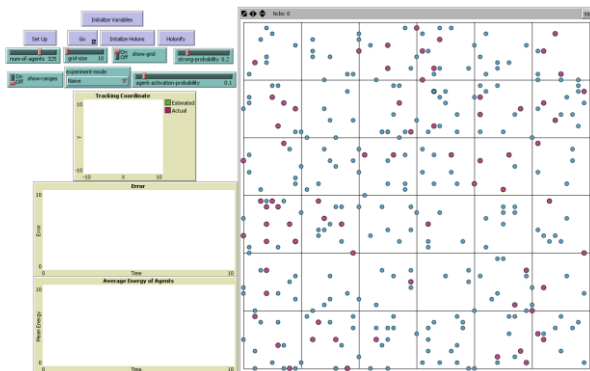 Initialize Variables
Set Up
Go
Initialize Holons
Holonify
num-of-agents 325
grid-size 10
On
Off
show-grid
strong-probability 0.2
On
Off
show-ranges
experiment-mode
Naive
agent-activation-probability 0.1
Tracking Coordinate
10
Y
-10
-10
X
10
Estimated
Actual
Error
10
Error
0
0
Time
10
Average Energy of Agents
10
Mean Energy
0
0
Time
10